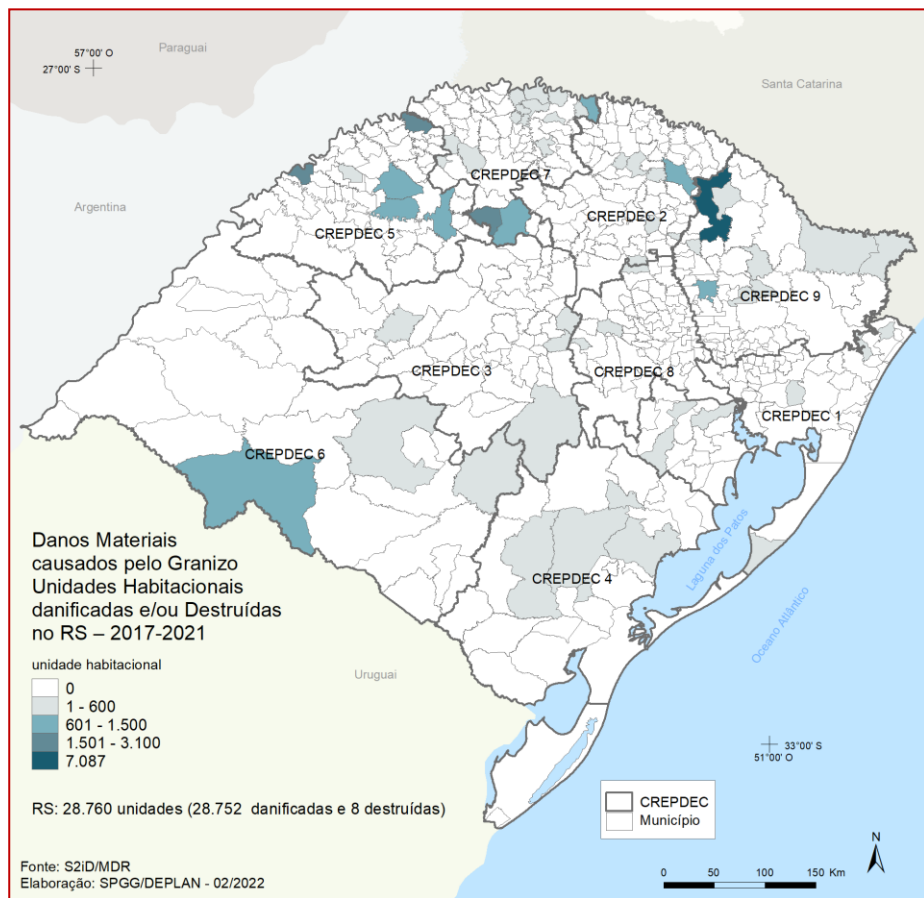 Paraguai
57°00' O
27°00' S
Santa Catarina
Argentina
CREPDEC 7
CREPDEC 2
CREPDEC 5
CREPDEC 9
CREPDEC 3
CREPDEC 8
CREPDEC 1
CREPDEC 6
CREPDEC 4
Laguna dos Patos
Oceano Atlântico
Uruguai
33°00' S
51°00' O
Danos Materiais
causados pelo Granizo
Unidades Habitacionais
danificadas e/ou Destruídas
no RS – 2017-2021
unidade habitacional
0
1 - 600
601 - 1.500
1.501 - 3.100
7.087
RS: 28.760 unidades (28.752 danificadas e 8 destruídas)
CREPDEC
Município
N
Fonte: S2iD/MDR
Elaboração: SPGG/DEPLAN - 02/2022
0 50 100 150 Km